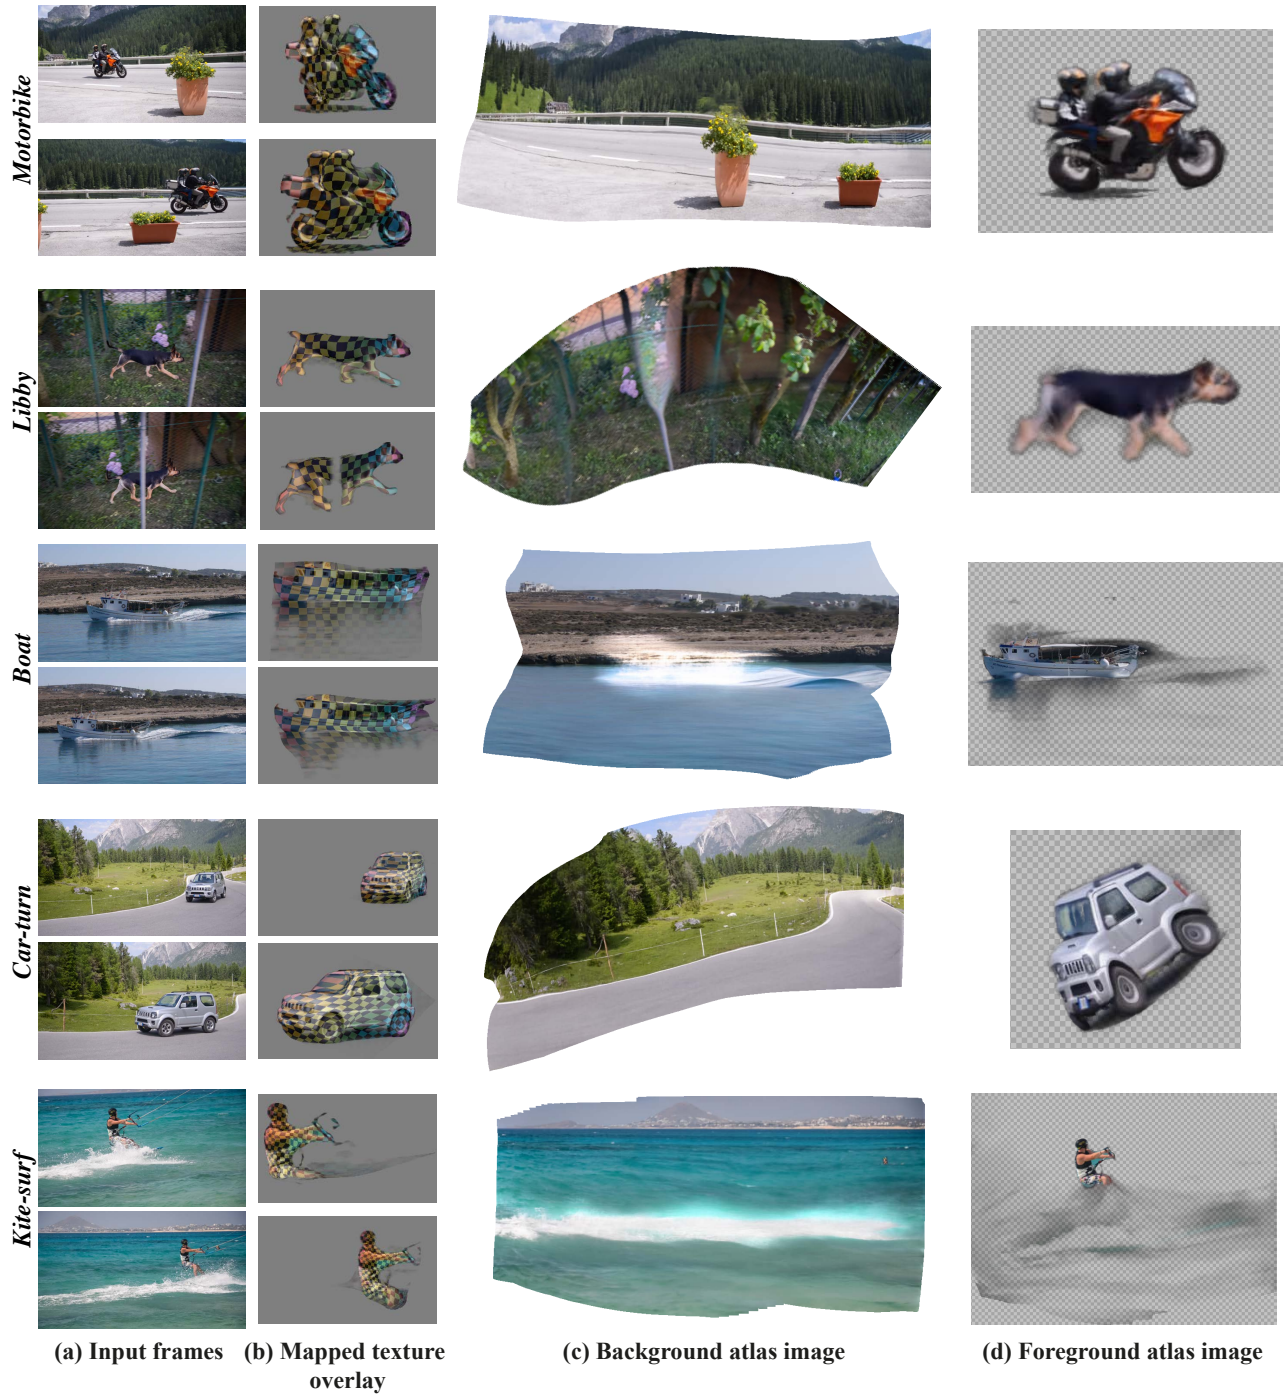 Motorbike
Libby
Boat
Car-turn
Kite-surf
(a) Input frames
(b) Mapped texture
overlay
(c) Background atlas image
(d) Foreground atlas image